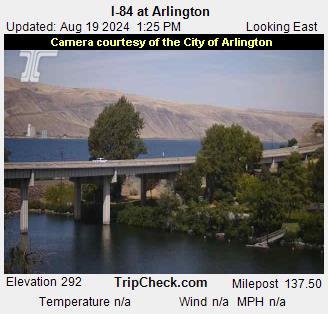 I-84 at Arlington
Updated: Aug 19 2024 1:25 PM Looking East
Camera courtesy of the City of Arlington
Elevation 292 TripCheck.com Milepost 137.50
Temperature n/a Wind n/a MPH n/a